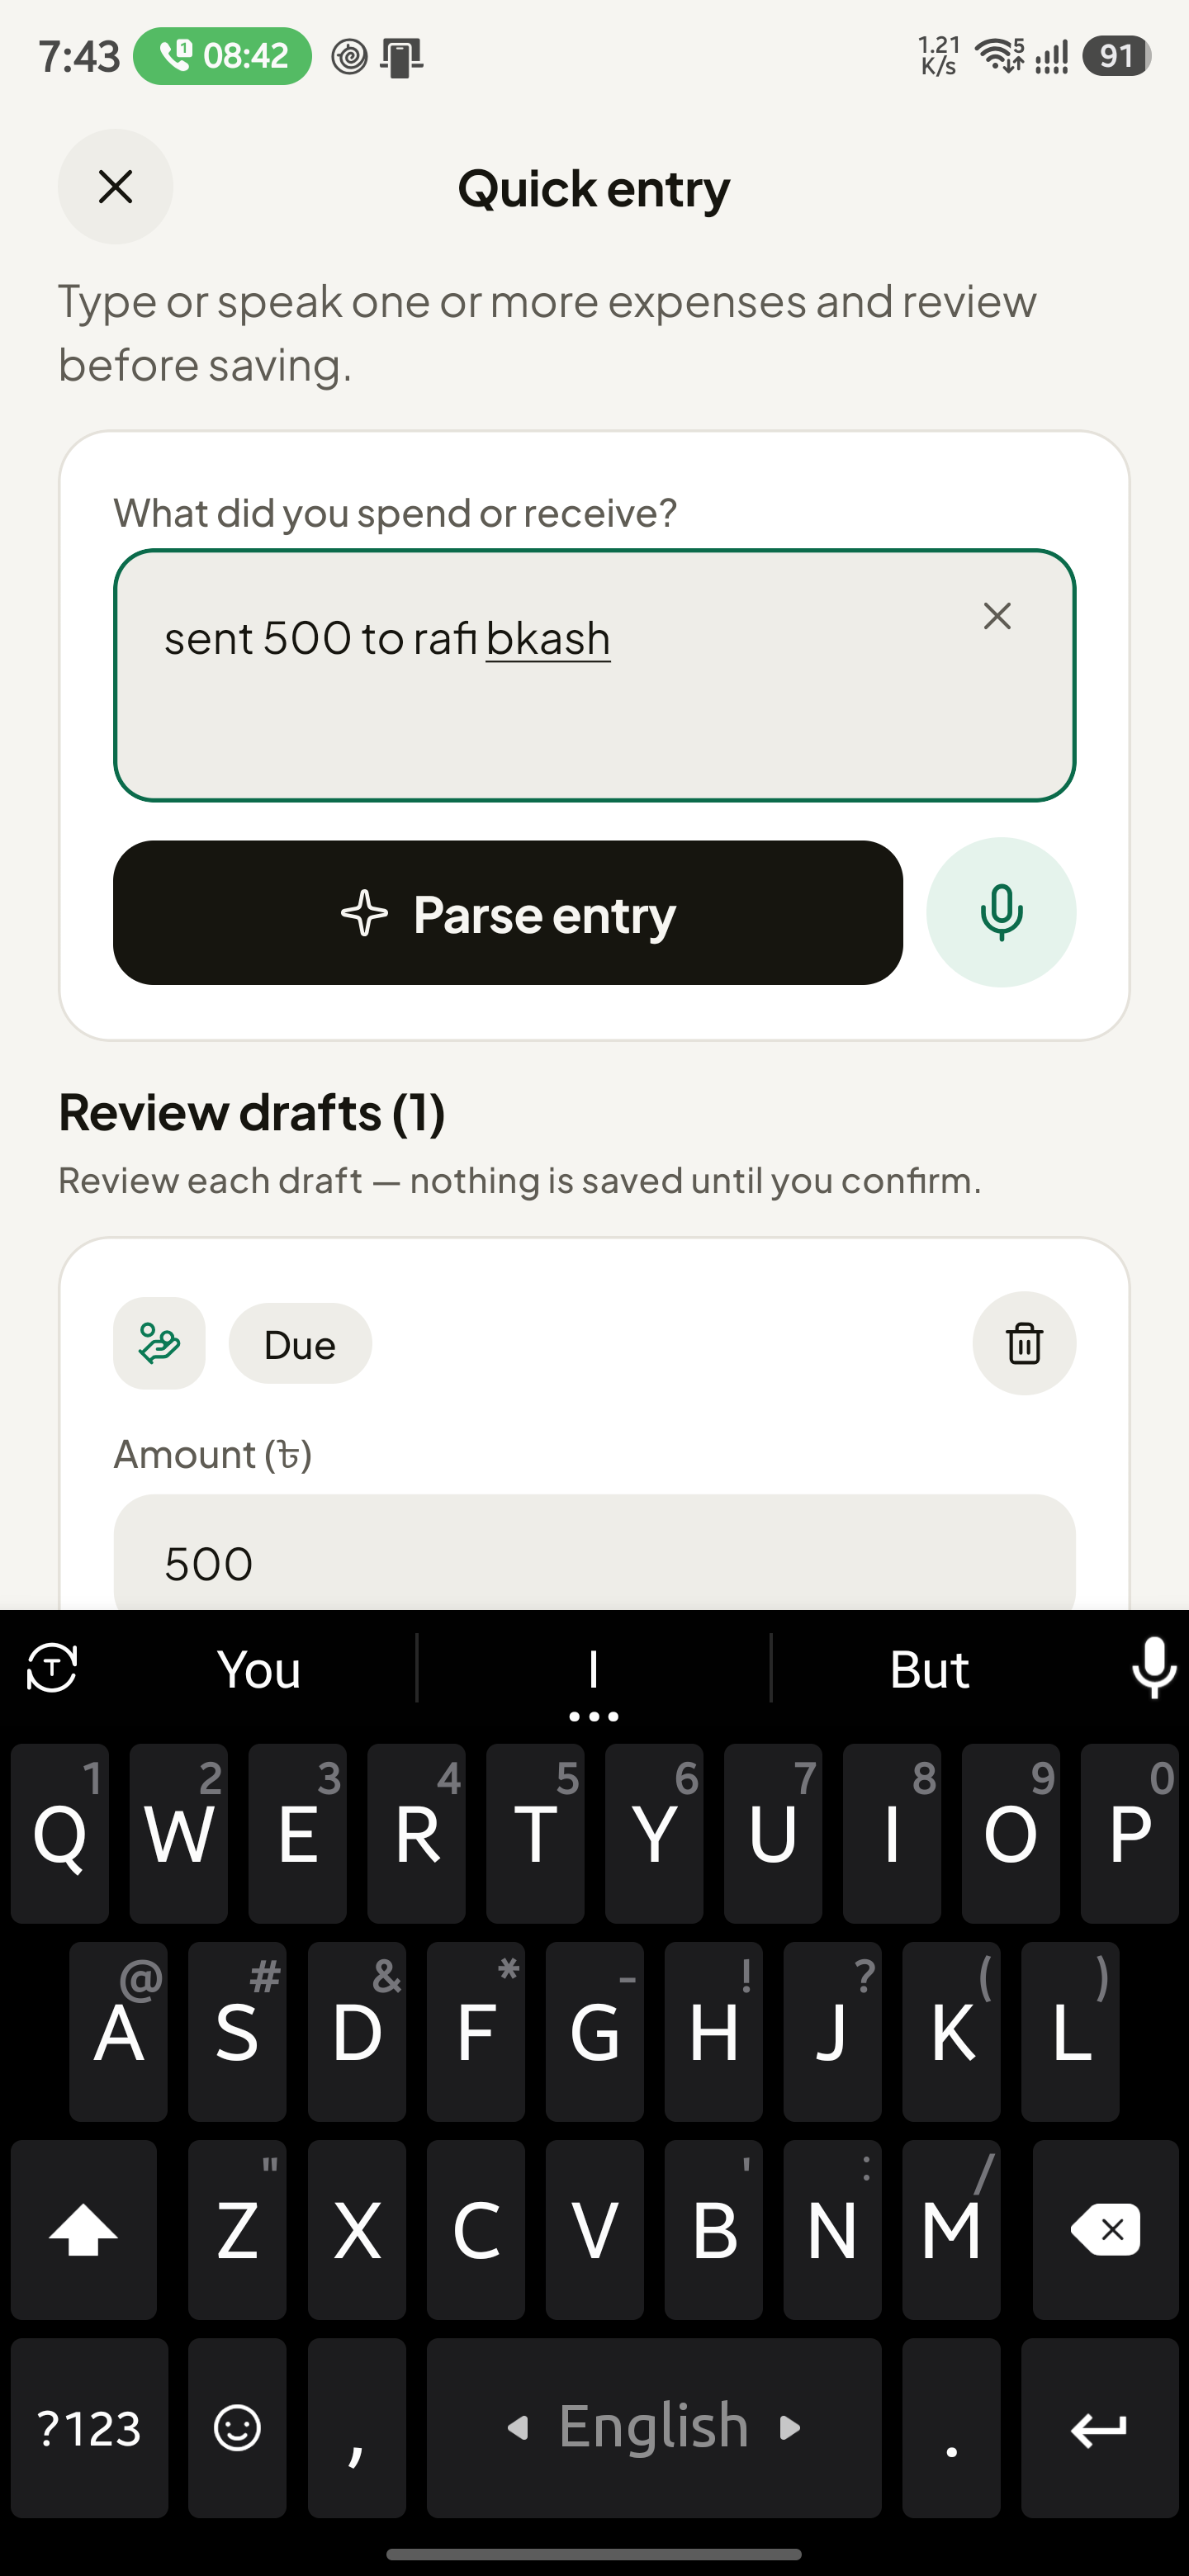 7:43 1 08:42 1.21 K/s 5 91
Quick entry
Type or speak one or more expenses and review
before saving.
What did you spend or receive?
sent 500 to rafi bkash
Parse entry
Review drafts (1)
Review each draft — nothing is saved until you confirm.
Due
Amount (৳)
500
T You I But
1 2 3 4 5 6 7 8 9 0
Q W E R T Y U I O P
@ # & * - ! ? ( )
A S D F G H J K L
" ' : /
Z X C V B N M
?123 , English .